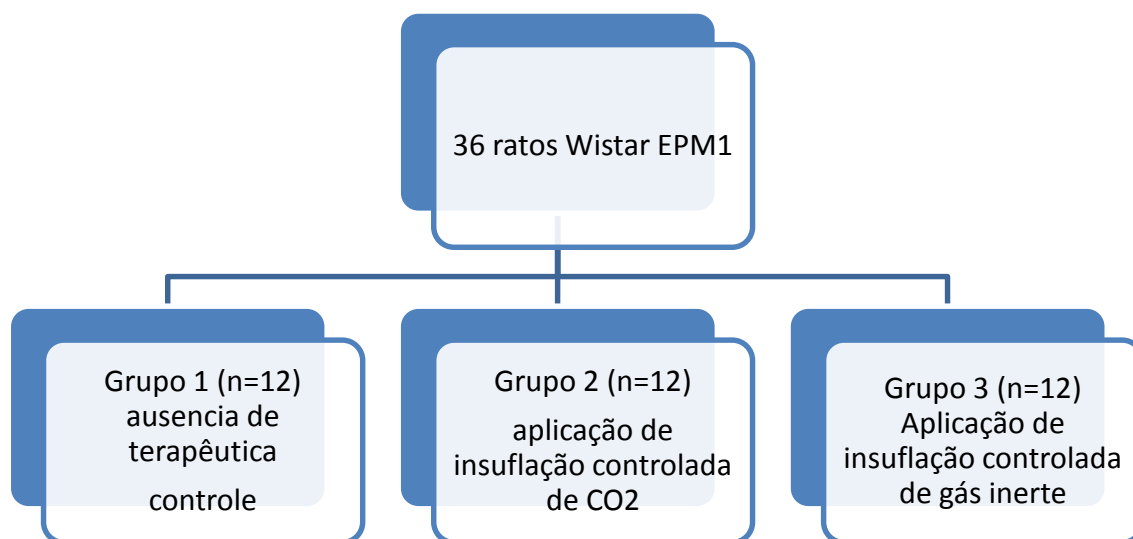 36 ratos Wistar EPM1
Grupo 1 (n=12)
ausencia de
terapêutica
controle
Grupo 2 (n=12)
aplicação de
insuflação controlada
de CO2
Grupo 3 (n=12)
Aplicação de
insuflação controlada
de gás inerte